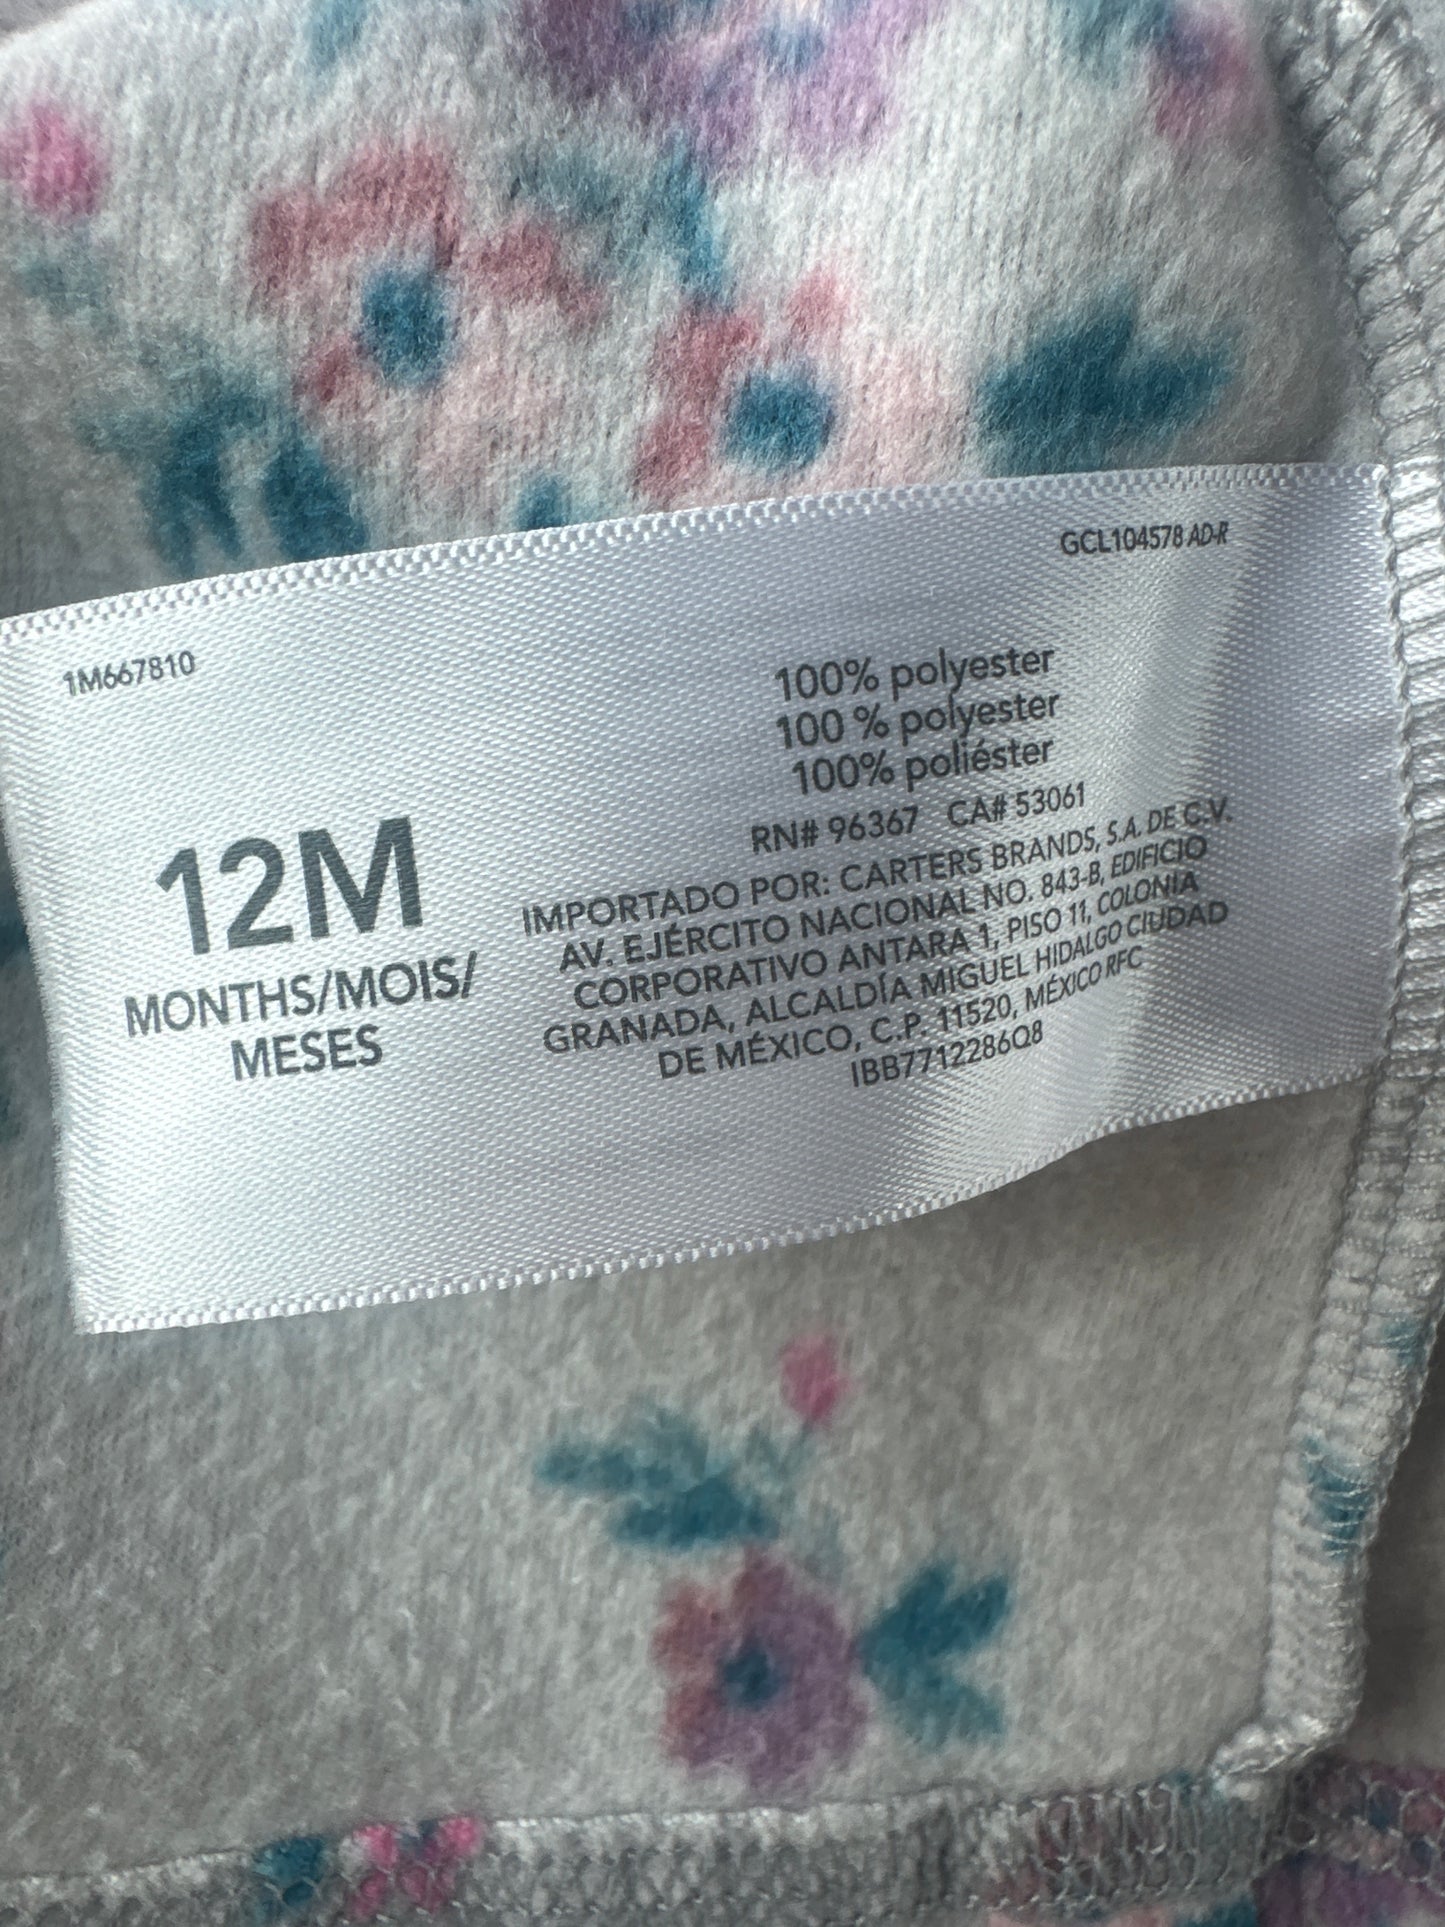 GCL104578 AD-R
1M667810
12M
MONTHS/MOIS/
MESES
100% polyester
100 % polyester
100% poliéster
RN# 96367 CA# 53061
IMPORTADO POR: CARTERS BRANDS, S.A. DE C.V.
AV. EJÉRCITO NACIONAL NO. 843-B, EDIFICIO
CORPORATIVO ANTARA 1, PISO 11, COLONIA
GRANADA, ALCALDÍA MIGUEL HIDALGO CIUDAD
DE MÉXICO, C.P. 11520, MÉXICO RFC
IBB7712286Q8